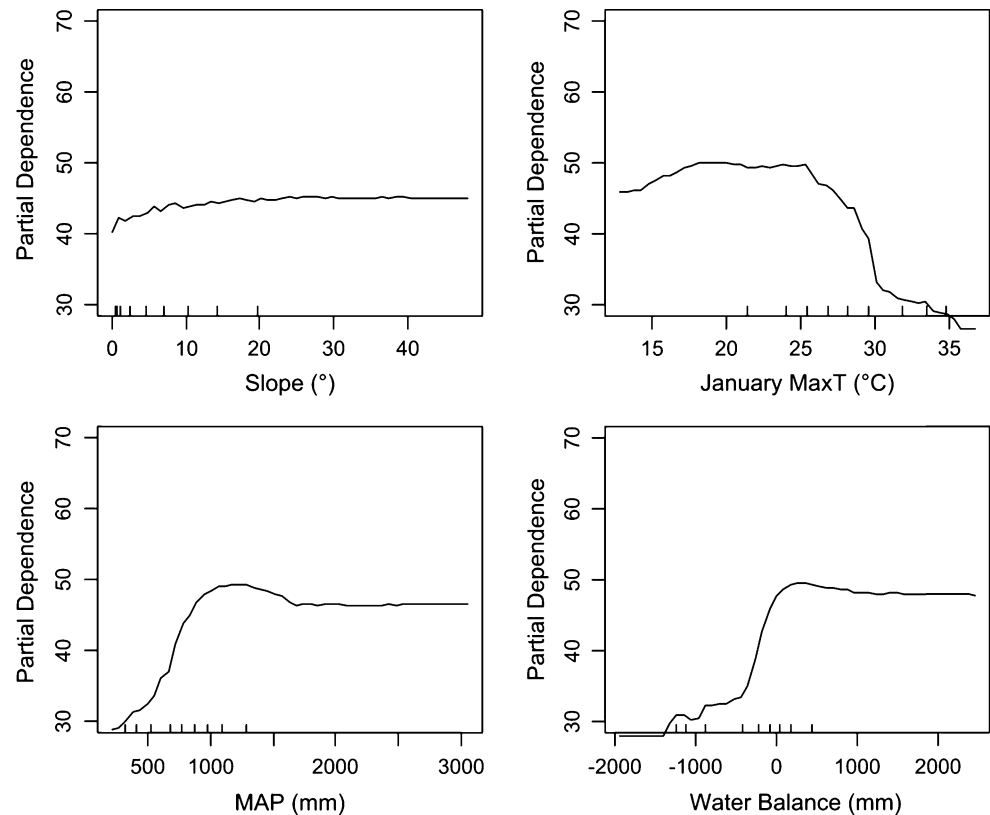 Partial Dependence
70
60
50
40
30
0 10 20 30 40
Slope (°)
Partial Dependence
70
60
50
40
30
15 20 25 30 35
January MaxT (°C)
Partial Dependence
70
60
50
40
30
500 1000 2000 3000
MAP (mm)
Partial Dependence
70
60
50
40
30
-2000 -1000 0 1000 2000
Water Balance (mm)